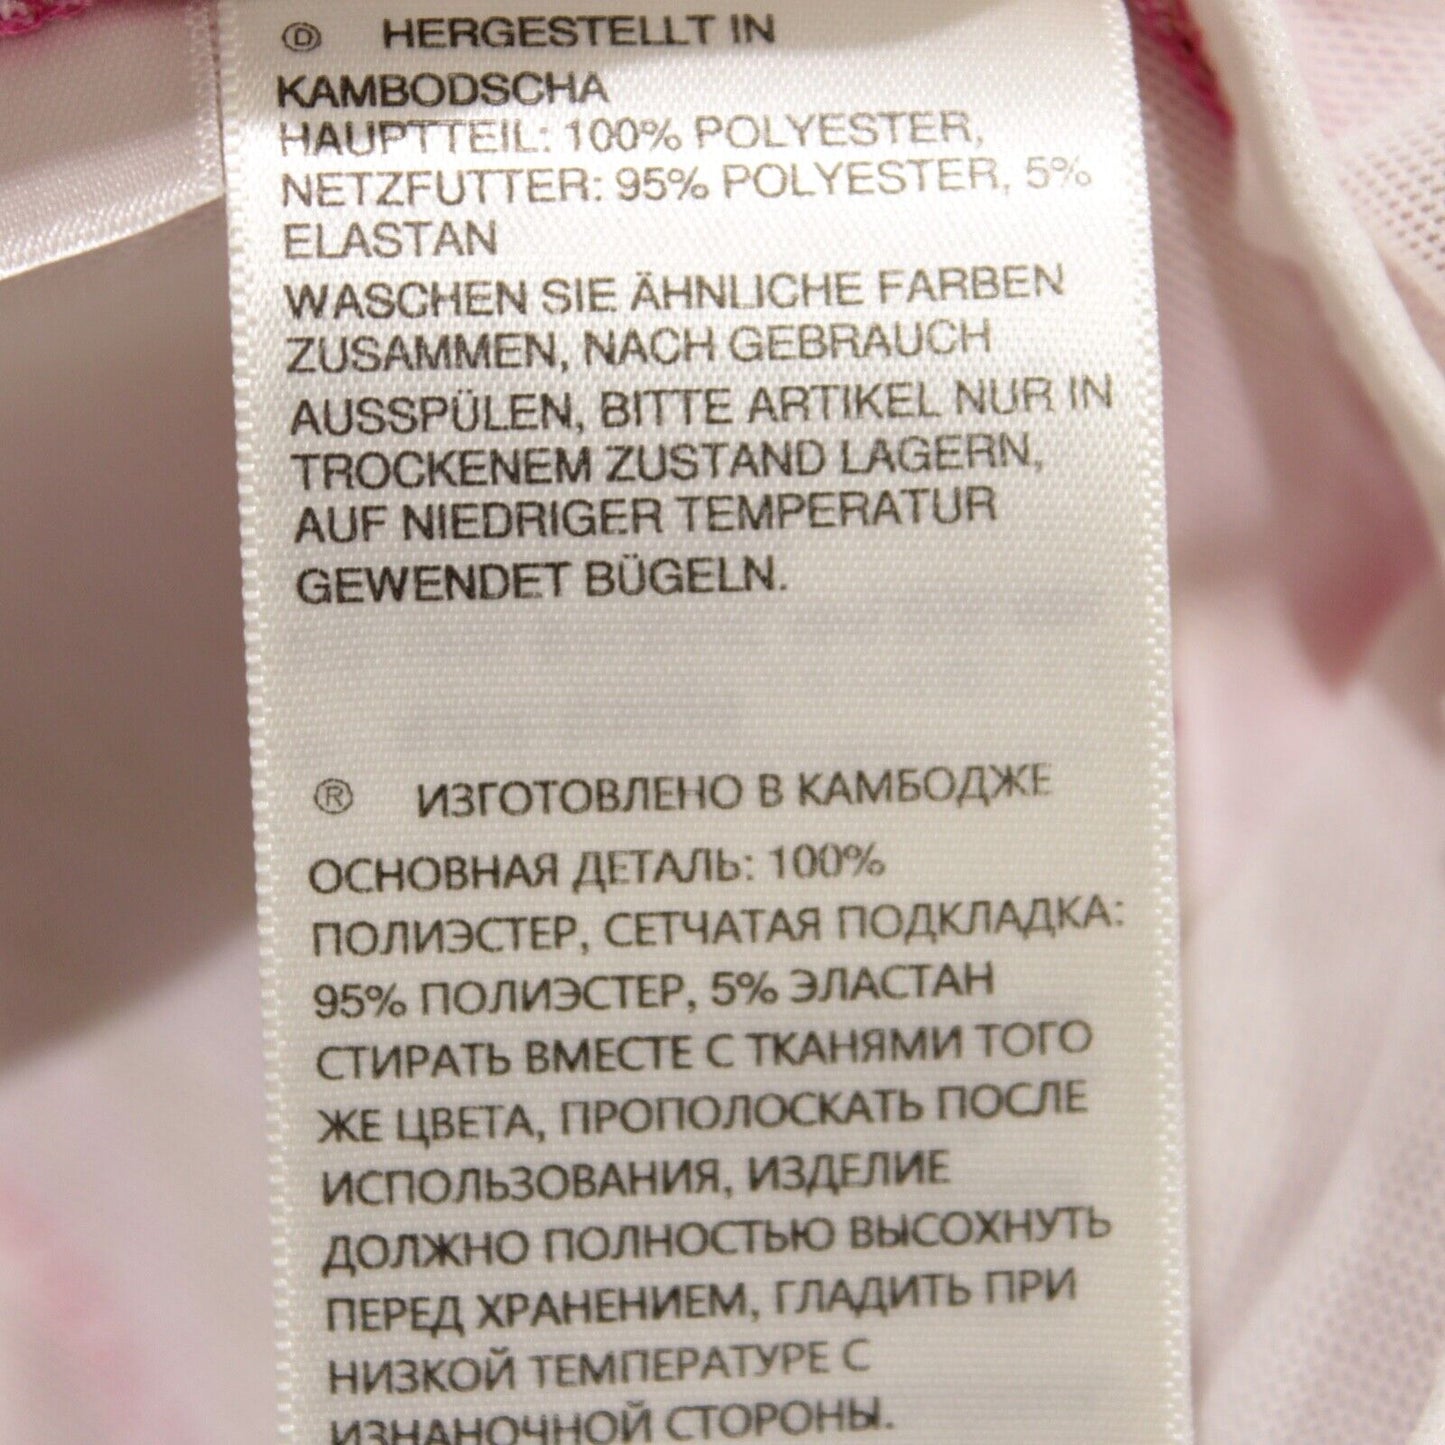 Ⓓ HERGESTELLT IN
KAMBODSCHA
HAUPTTEIL: 100% POLYESTER,
NETZFUTTER: 95% POLYESTER, 5%
ELASTAN
WASCHEN SIE ÄHNLICHE FARBEN
ZUSAMMEN, NACH GEBRAUCH
AUSSPÜLEN, BITTE ARTIKEL NUR IN
TROCKENEM ZUSTAND LAGERN,
AUF NIEDRIGER TEMPERATUR
GEWENDET BÜGELN.
® ИЗГОТОВЛЕНО В КАМБОДЖЕ
ОСНОВНАЯ ДЕТАЛЬ: 100%
ПОЛИЭСТЕР, СЕТЧАТАЯ ПОДКЛАДКА:
95% ПОЛИЭСТЕР, 5% ЭЛАСТАН
СТИРАТЬ ВМЕСТЕ С ТКАНЯМИ ТОГО
ЖЕ ЦВЕТА, ПРОПОЛОСКАТЬ ПОСЛЕ
ИСПОЛЬЗОВАНИЯ, ИЗДЕЛИЕ
ДОЛЖНО ПОЛНОСТЬЮ ВЫСОХНУТЬ
ПЕРЕД ХРАНЕНИЕМ, ГЛАДИТЬ ПРИ
НИЗКОЙ ТЕМПЕРАТУРЕ С
ИЗНАНОЧНОЙ СТОРОНЫ.